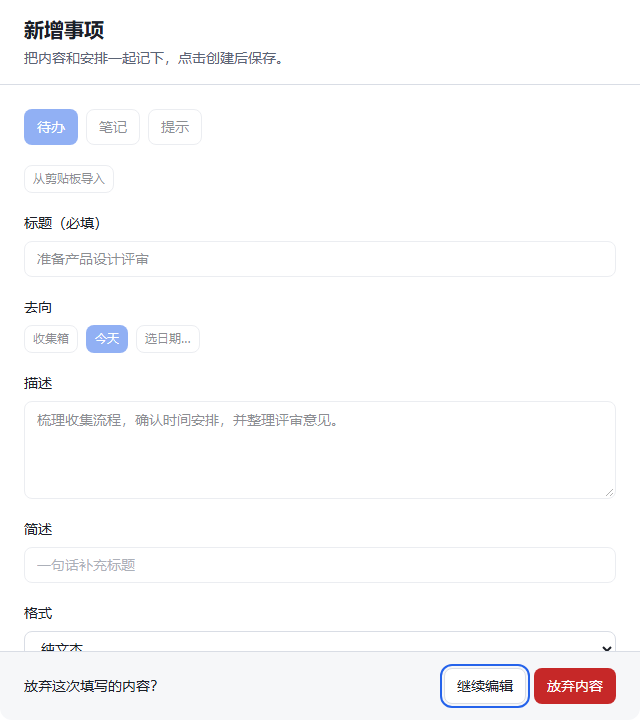 新增事项
把内容和安排一起记下，点击创建后保存。
待办 笔记 提示
从剪贴板导入
标题（必填）
准备产品设计评审
去向
收集箱 今天 选日期...
描述
梳理收集流程，确认时间安排，并整理评审意见。
简述
一句话补充标题
格式
纯文本
放弃这次填写的内容？ 继续编辑 放弃内容